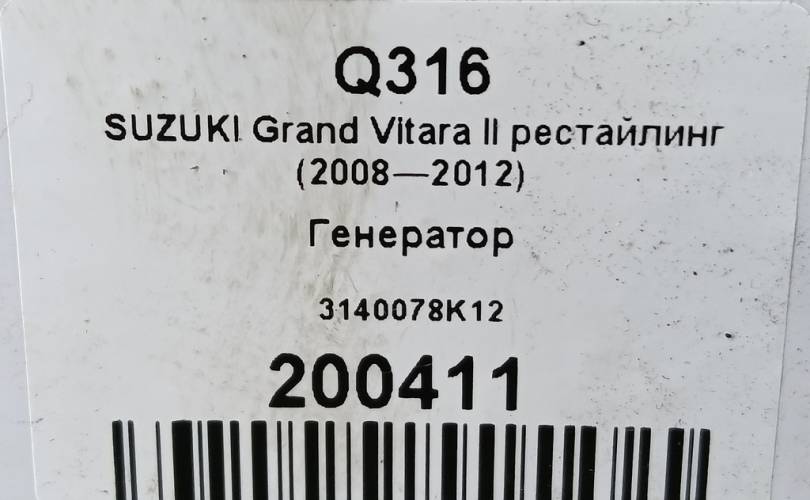 Q316
SUZUKI Grand Vitara II рестайлинг
(2008—2012)
Генератор
3140078K12
200411